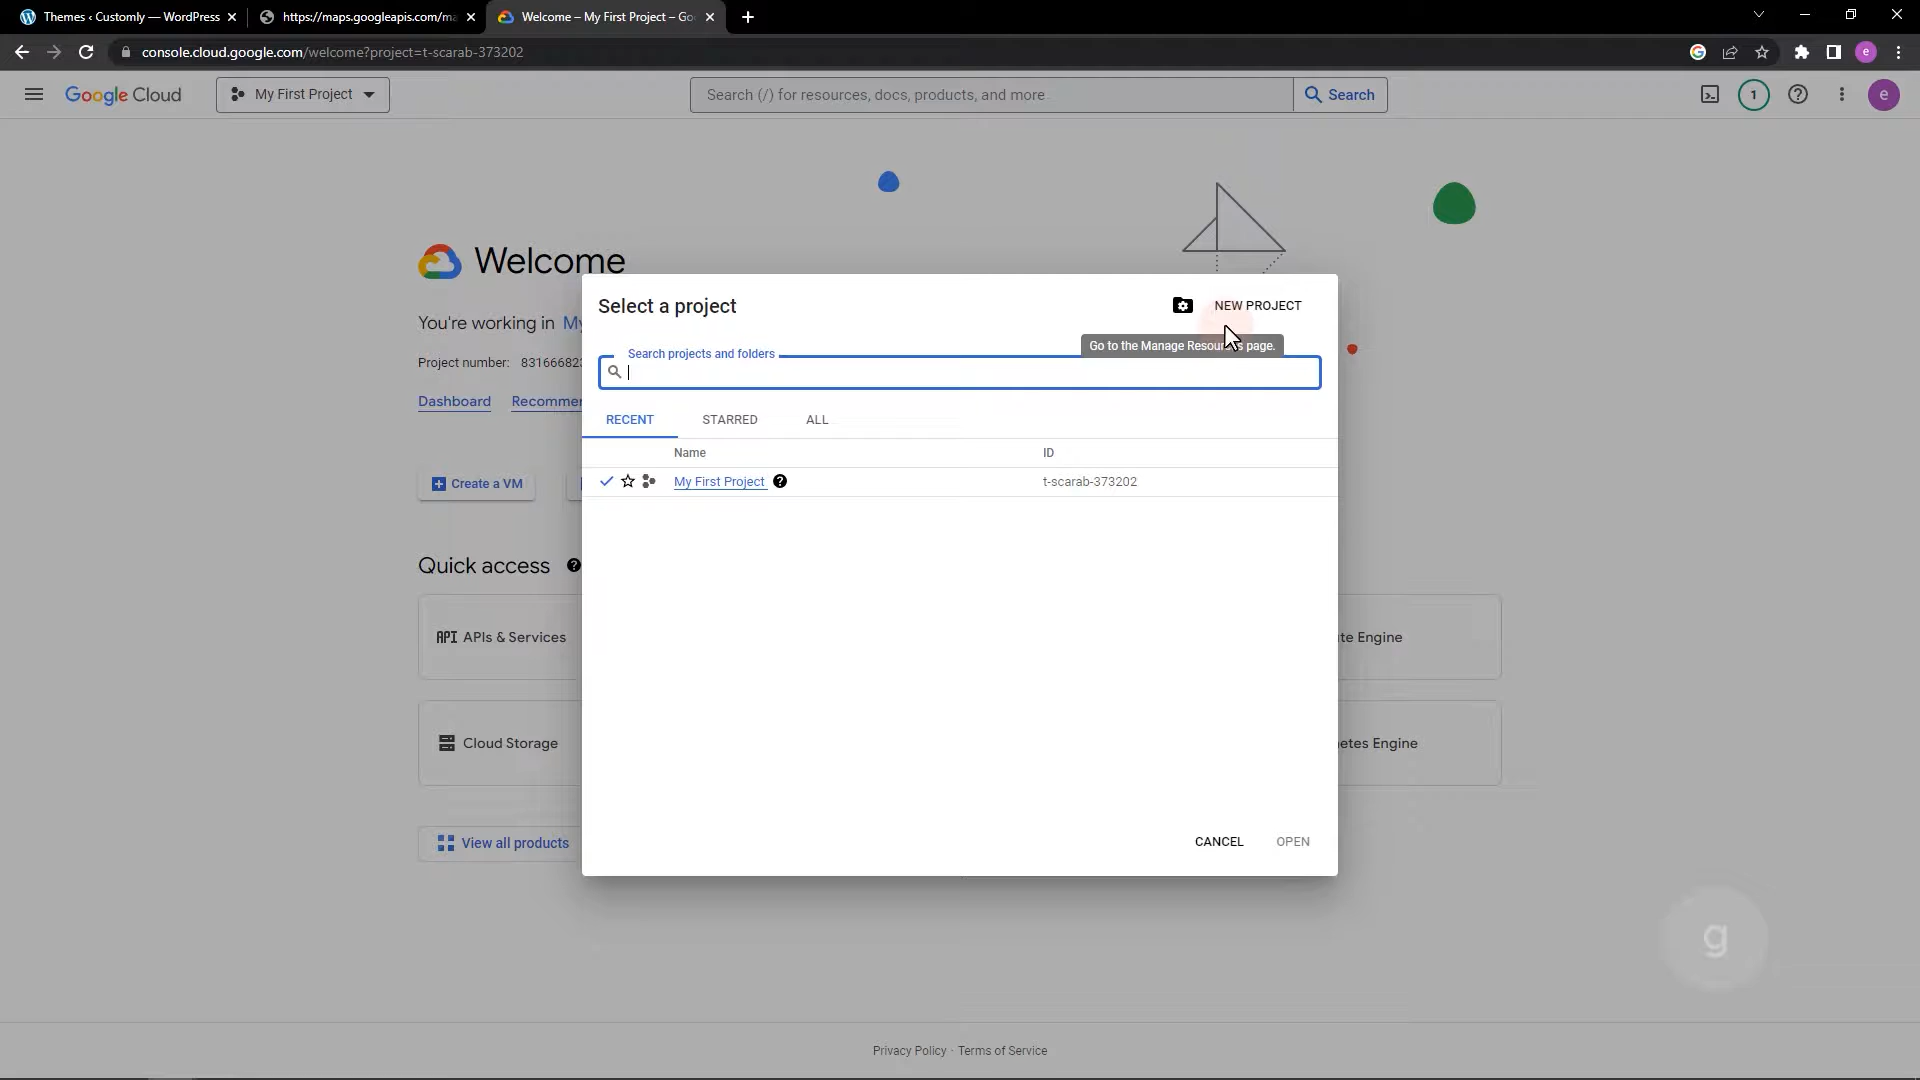 Themes ‹ Customly — WordPress
https://maps.googleapis.com/ma
Welcome – My First Project – Go
console.cloud.google.com/welcome?project=t-scarab-373202
e
Google Cloud
My First Project
Search (/) for resources, docs, products, and more
Search
1
e
Welcome
You're working in My
Project number: 831666823
Dashboard
Recommen
Create a VM
Quick access
API APIs & Services
te Engine
Cloud Storage
etes Engine
View all products
Select a project
NEW PROJECT
Go to the Manage Resources page.
Search projects and folders
RECENT
STARRED
ALL
Name
ID
My First Project
t-scarab-373202
CANCEL
OPEN
g
Privacy Policy · Terms of Service